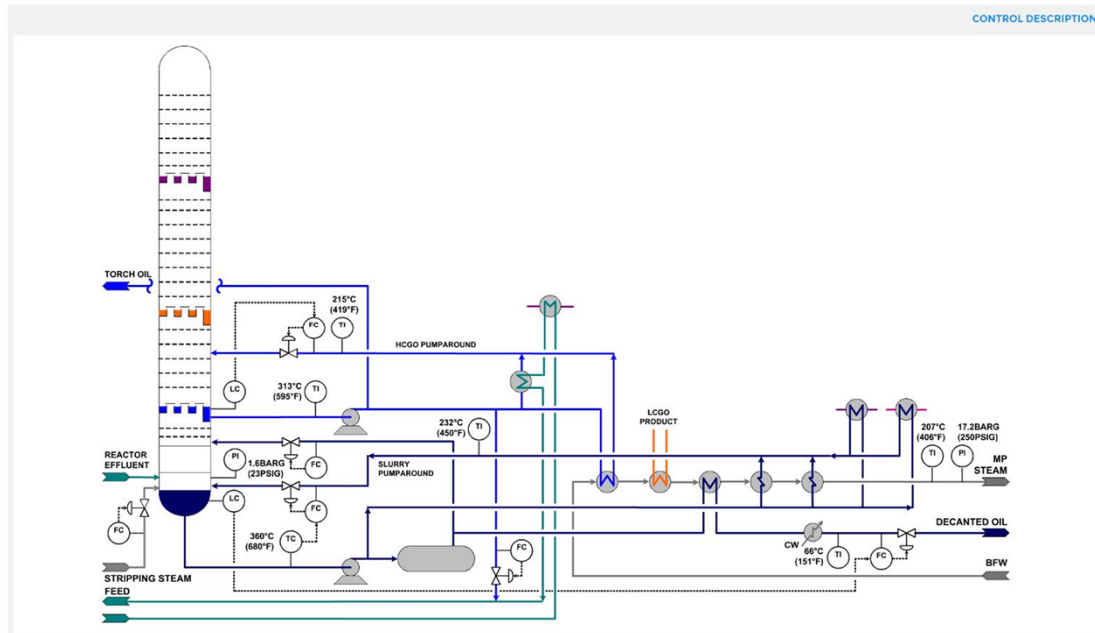 CONTROL DESCRIPTION
TORCH OIL
215°C
(419°F)
FC
TI
HCGO PUMPAROUND
LC
313°C
(595°F)
TI
232°C
(450°F)
TI
LCGO
PRODUCT
207°C
(406°F)
17.2BARG
(250PSIG)
TI
PI
MP
STEAM
REACTOR
EFFLUENT
PI
1.6BARG
(23PSIG)
FC
SLURRY
PUMPAROUND
LC
FC
FC
360°C
(680°F)
TC
DECANTED OIL
CW
66°C
(151°F)
TI
FC
FC
BFW
STRIPPING STEAM
FEED